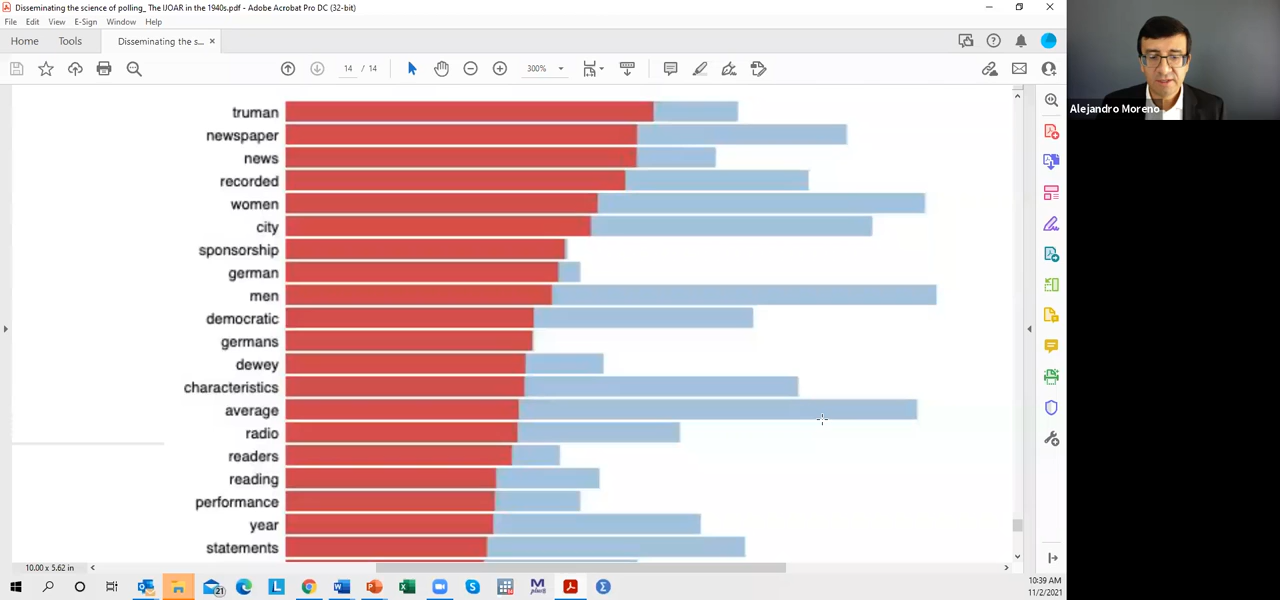 Disseminating the science of polling_ The IJOAR in the 1940s.pdf - Adobe Acrobat Pro DC (32-bit)
File Edit View E-Sign Window Help
Home Tools Disseminating the s... ×
14 / 14 300%
Alejandro Moreno
truman
newspaper
news
recorded
women
city
sponsorship
german
men
democratic
germans
dewey
characteristics
average
radio
readers
reading
performance
year
statements
10.00 x 5.62 in
21
10:39 AM
11/2/2021